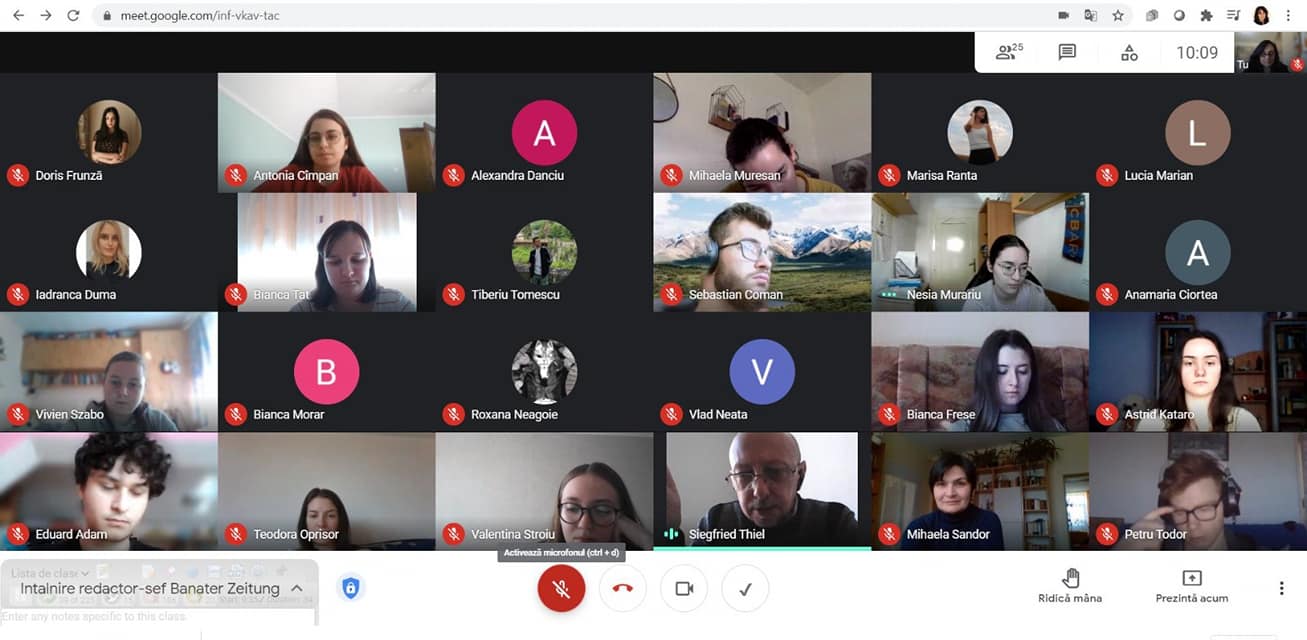 meet.google.com/inf-vkav-tac
25
10:09
Tu
Doris Frunză
Antonia Cîmpan
A
Alexandra Danciu
Mihaela Muresan
Marisa Ranta
L
Lucia Marian
Iadranca Duma
Bianca Tat
Tiberiu Tomescu
Sebastian Coman
Nesia Murariu
A
Anamaria Ciortea
Vivien Szabo
B
Bianca Morar
Roxana Neagoie
V
Vlad Neata
Bianca Frese
Astrid Kataro
Eduard Adam
Teodora Oprisor
Valentina Stroiu
Siegfried Thiel
Mihaela Sandor
Petru Todor
Activează microfonul (ctrl + d)
Lista de clase
Intalnire redactor-sef Banater Zeitung
Enter any notes specific to this class.
Ridică mâna
Prezintă acum